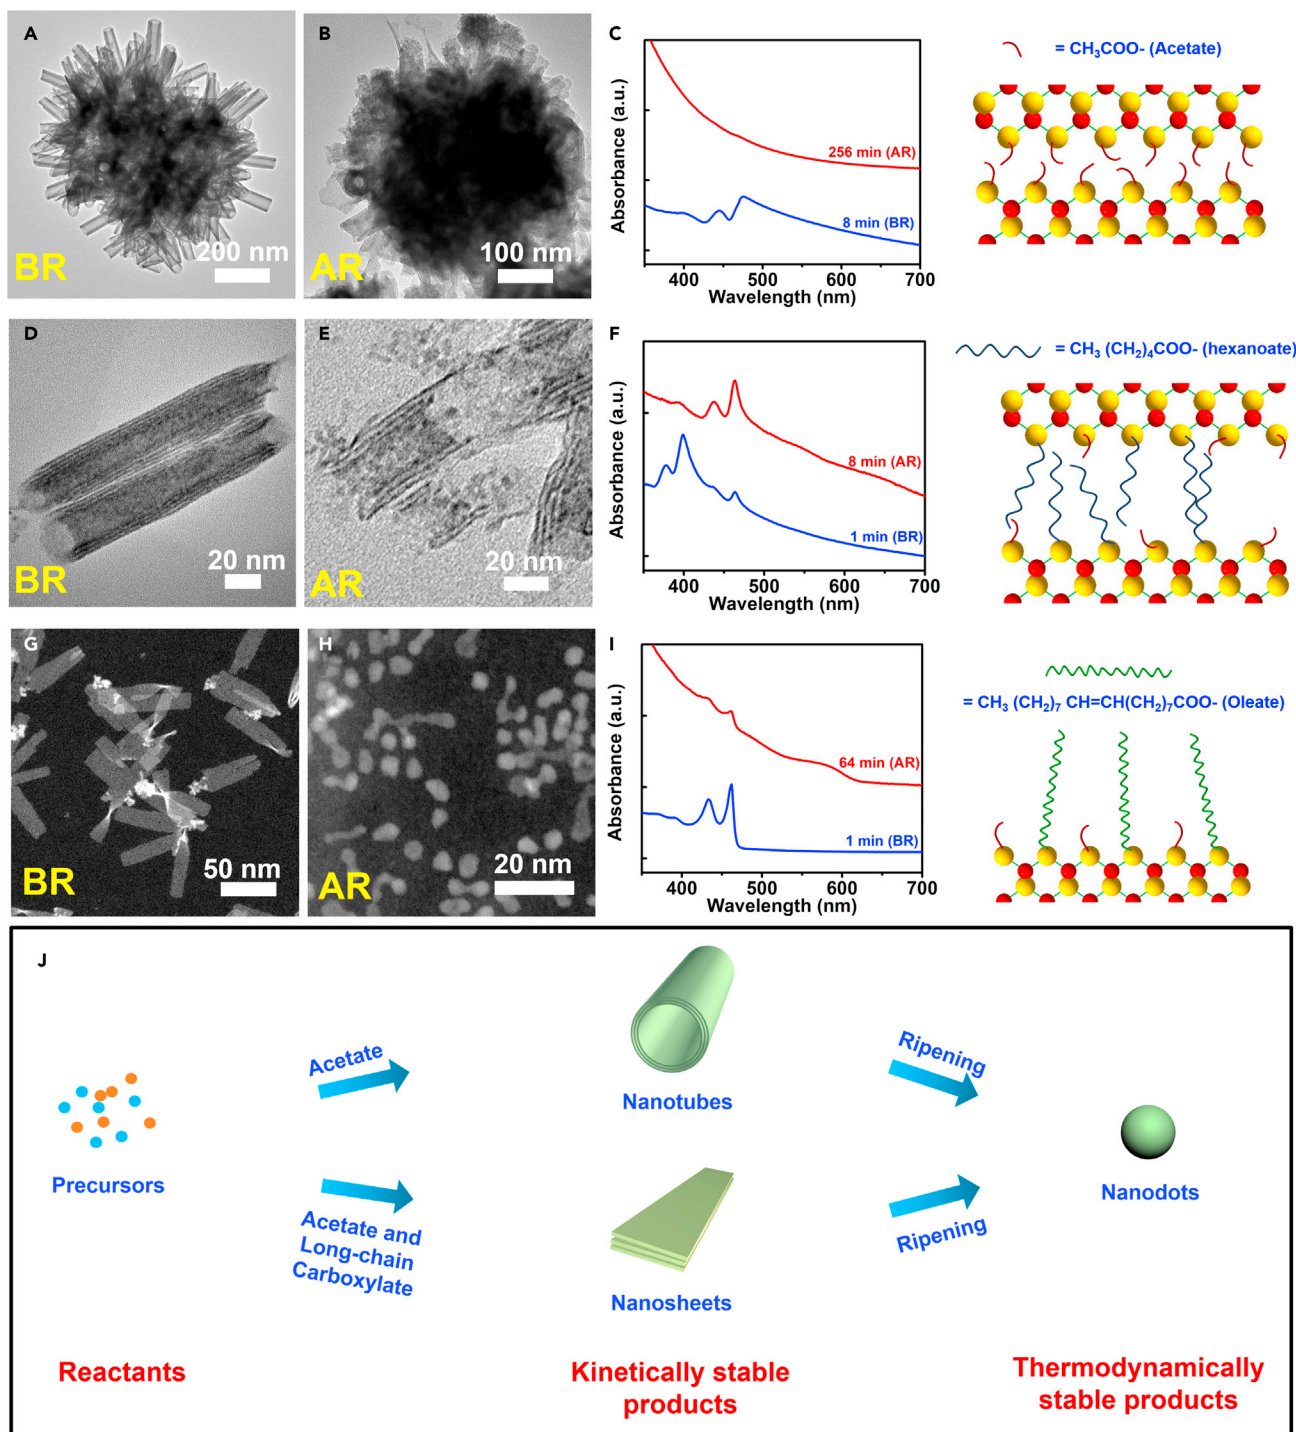 A
BR
200 nm
B
AR
100 nm
C
Absorbance (a.u.)
256 min (AR)
8 min (BR)
400 500 600 700
Wavelength (nm)
= CH3COO- (Acetate)
D
BR
20 nm
E
AR
20 nm
F
Absorbance (a.u.)
8 min (AR)
1 min (BR)
400 500 600 700
Wavelength (nm)
= CH3 (CH2)4COO- (hexanoate)
G
BR
50 nm
H
AR
20 nm
I
Absorbance (a.u.)
64 min (AR)
1 min (BR)
400 500 600 700
Wavelength (nm)
= CH3 (CH2)7 CH=CH(CH2)7COO- (Oleate)
J
Precursors
Acetate
Acetate and
Long-chain
Carboxylate
Nanotubes
Nanosheets
Ripening
Ripening
Nanodots
Reactants
Kinetically stable
products
Thermodynamically
stable products